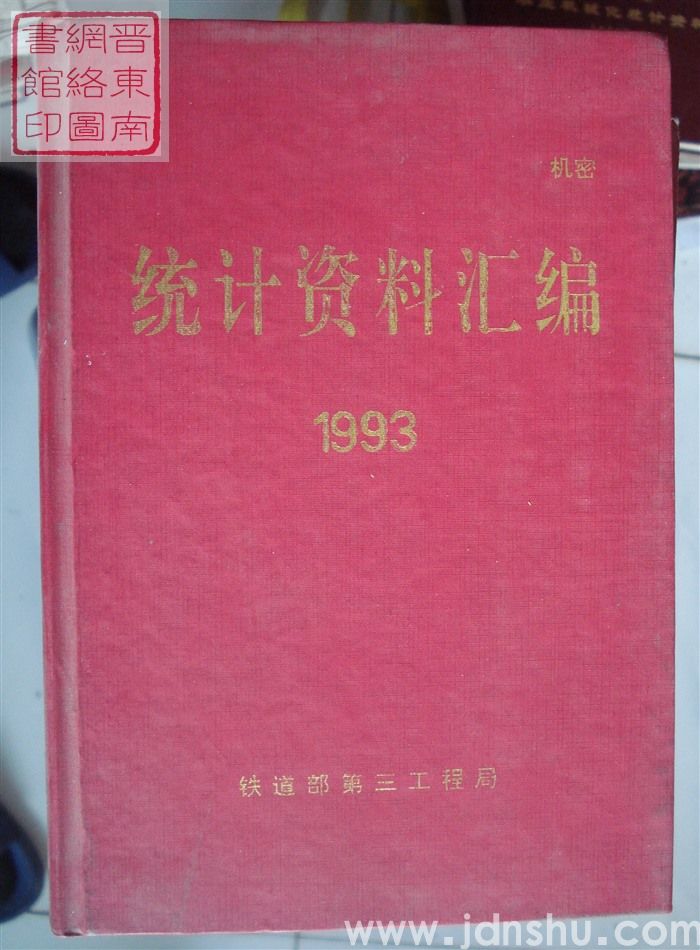 晋东南
網絡圖
書館印
机密
统计资料汇编
1993
铁道部第三工程局
www.jdnshu.com